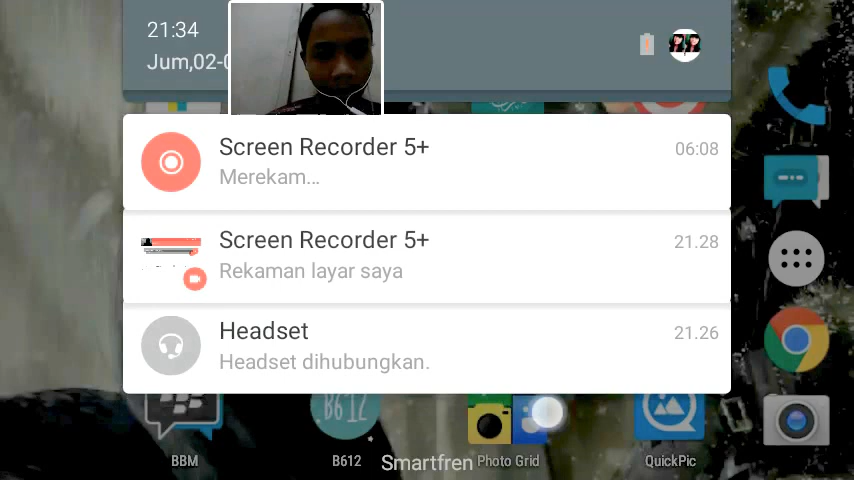 21:34
Jum,02-0
Screen Recorder 5+
06:08
Merekam...
Screen Recorder 5+
21.28
Rekaman layar saya
Headset
21.26
Headset dihubungkan.
B612
BBM
B612
Smartfren
Photo Grid
QuickPic